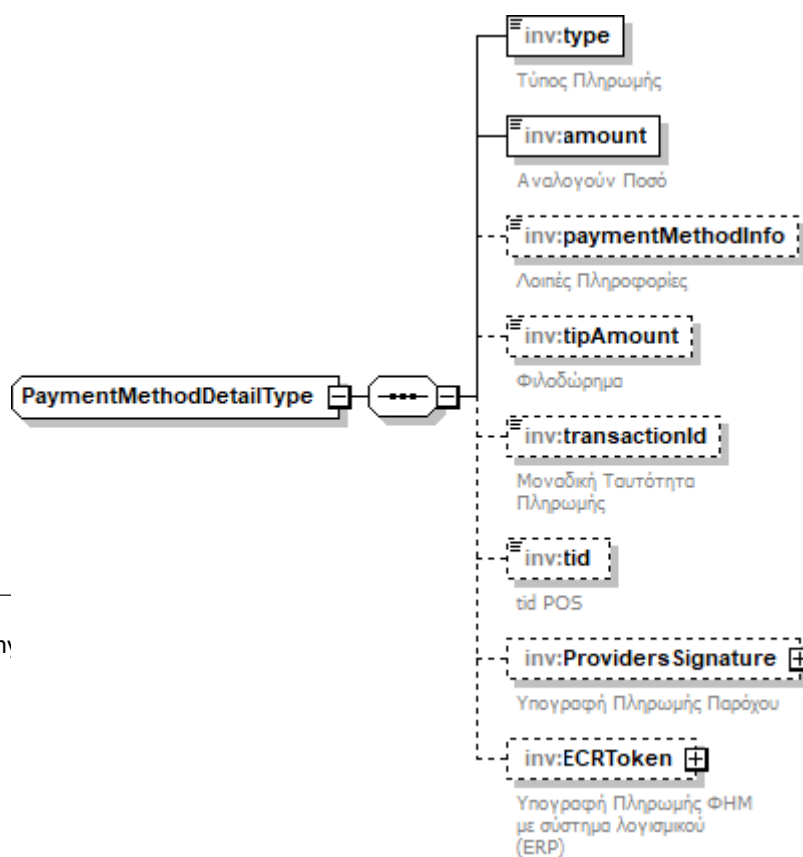 inv:type
Τύπος Πληρωμής
inv:amount
Αναλογούν Ποσό
inv:paymentMethodInfo
Λοιπές Πληροφορίες
inv:tipAmount
Φιλοδώρημα
PaymentMethodDetailType
inv:transactionId
Μοναδική Ταυτότητα
Πληρωμής
inv:tid
tid POS
inv:ProvidersSignature
Υπογραφή Πληρωμής Παρόχου
inv:ECRToken
Υπογραφή Πληρωμής ΦΗΜ
με σύστημα λογισμικού
(ERP)